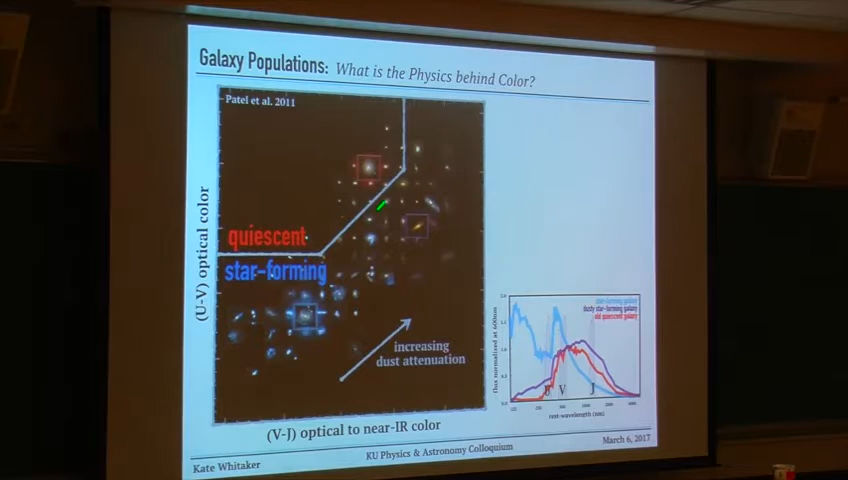 Galaxy Populations: What is the Physics behind Color?
Patel et al. 2011
(U-V) optical color
quiescent
star-forming
increasing
dust attenuation
(V-J) optical to near-IR color
flux normalized at 600nm
star-forming galaxy
dusty star-forming galaxy
old quiescent galaxy
U V J
rest-wavelength (nm)
Kate Whitaker
KU Physics & Astronomy Colloquium
March 6, 2017